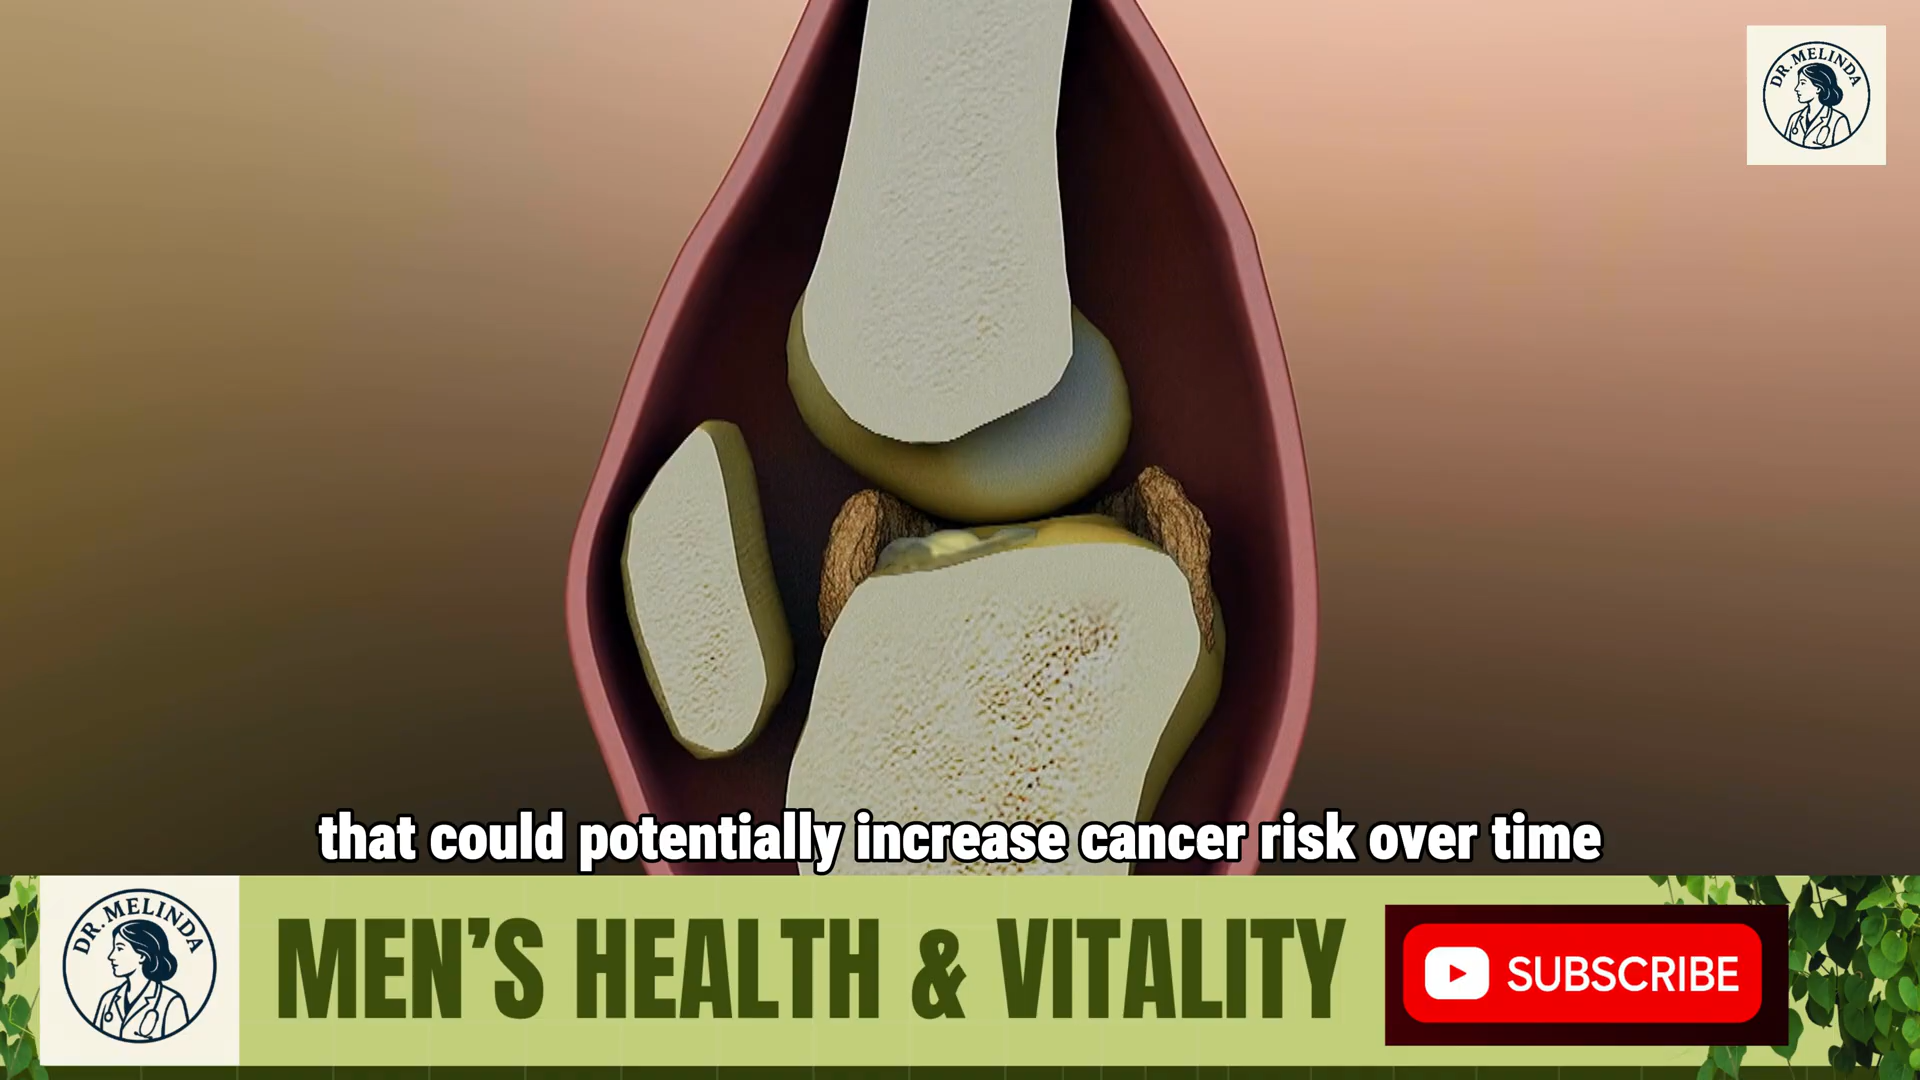 DR. MELINDA
that could potentially increase cancer risk over time
DR. MELINDA
MEN'S HEALTH & VITALITY
SUBSCRIBE